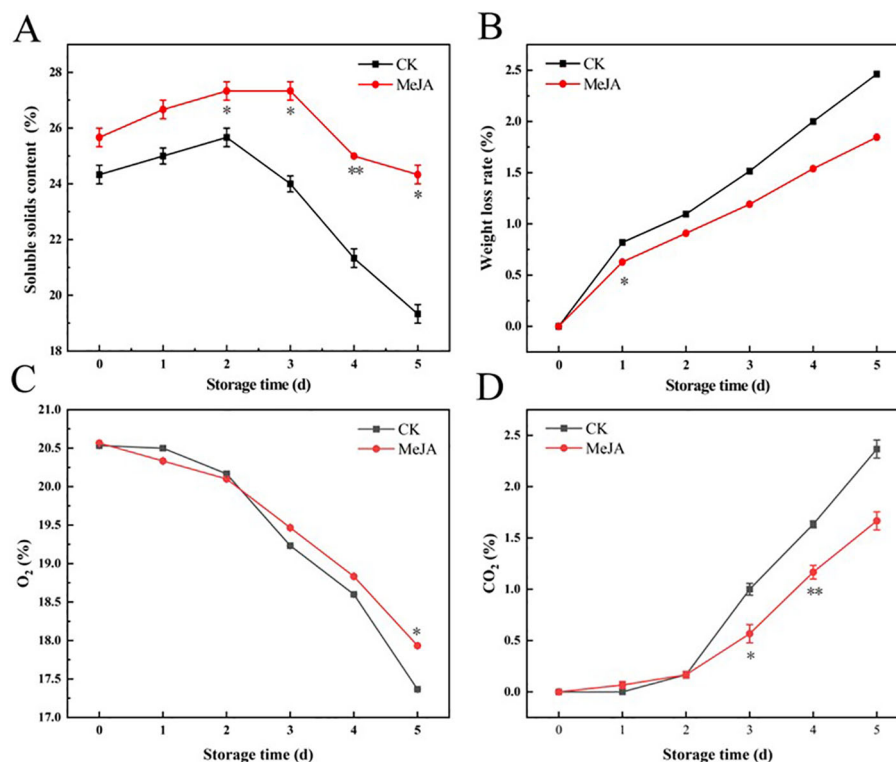 A
CK
MeJA
28
26
24
21
20
18
*
*
**
*
0 1 2 3 4 5
Soluble solids content (%)
Storage time (d)
B
CK
MeJA
2.5
2.0
1.5
1.0
0.5
0.0
*
0 1 2 3 4 5
Weight loss rate (%)
Storage time (d)
C
CK
MeJA
21.0
20.5
20.0
19.5
19.0
18.5
18.0
17.5
17.0
*
0 1 2 3 4 5
O2 (%)
Storage time (d)
D
CK
MeJA
2.5
2.0
1.5
1.0
0.5
0.0
*
**
0 1 2 3 4 5
CO2 (%)
Storage time (d)